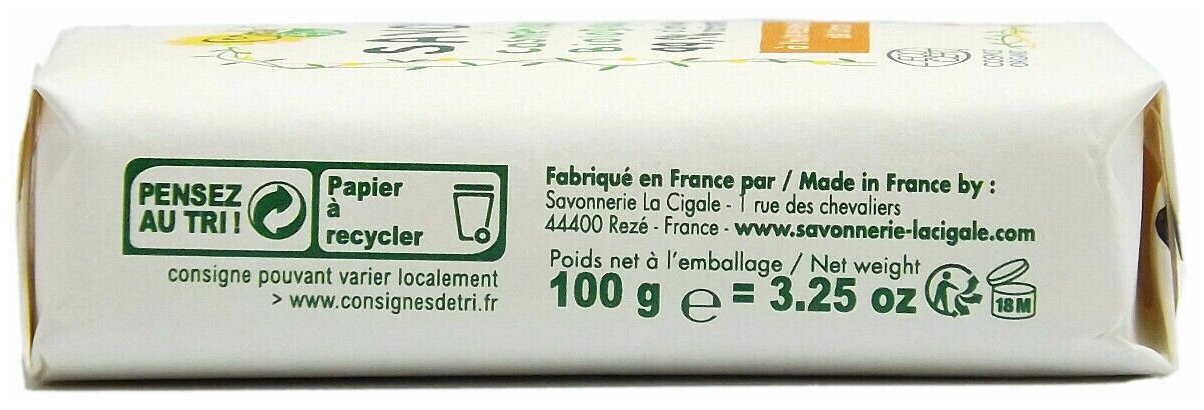 PENSEZ
AU TRI !
Papier
à
recycler
consigne pouvant varier localement
> www.consignesdetri.fr
Fabriqué en France par / Made in France by :
Savonnerie La Cigale - 1 rue des chevaliers
44400 Rezé - France - www.savonnerie-lacigale.com
Poids net à l'emballage / Net weight
100 g e = 3.25 oz
18 M